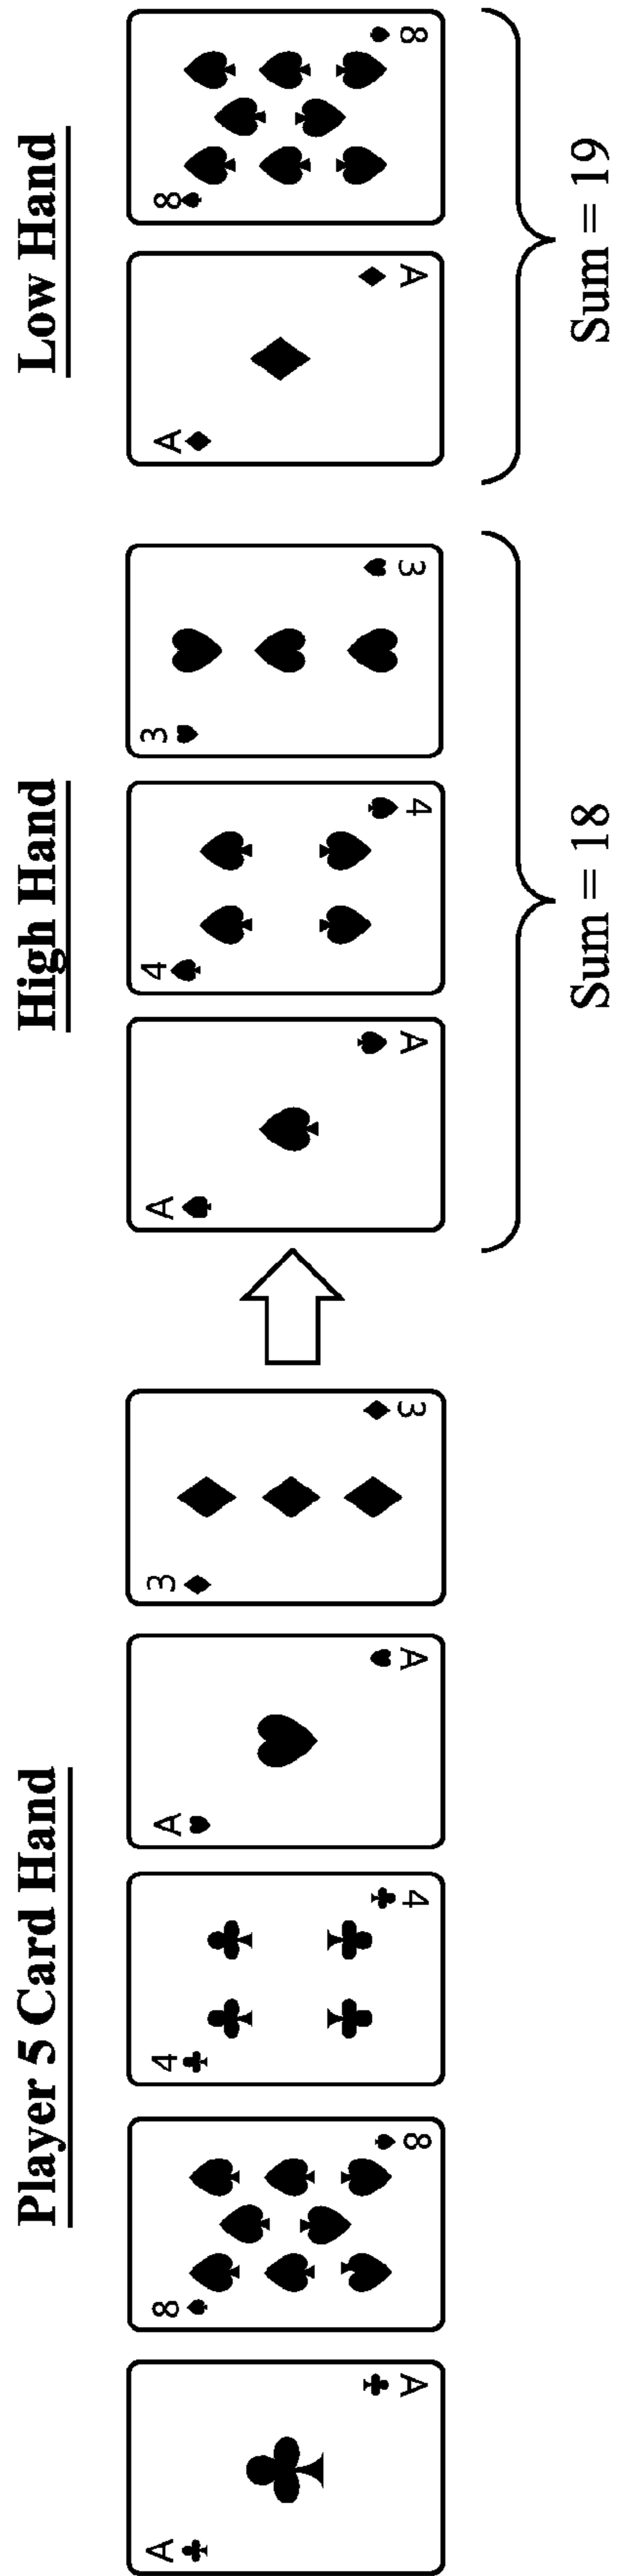 Player 5 Card Hand
High Hand
Low Hand
A
8
4
A
3
A
4
3
A
8
A
8
4
A
3
A
4
3
A
8
Sum = 18
Sum = 19